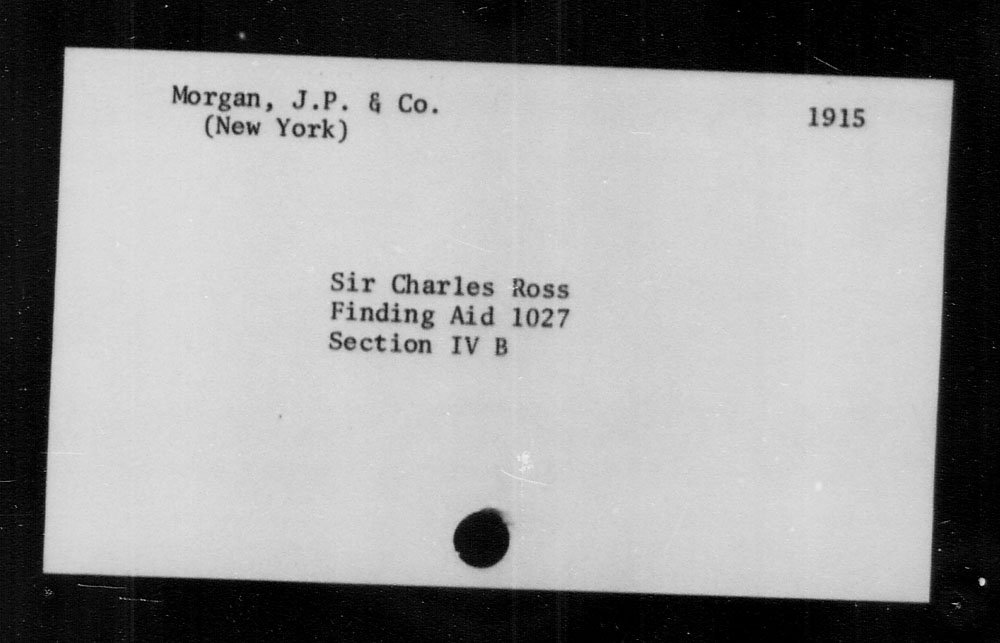 Morgan, J.P. & Co.
(New York)
1915
Sir Charles Ross
Finding Aid 1027
Section IV B